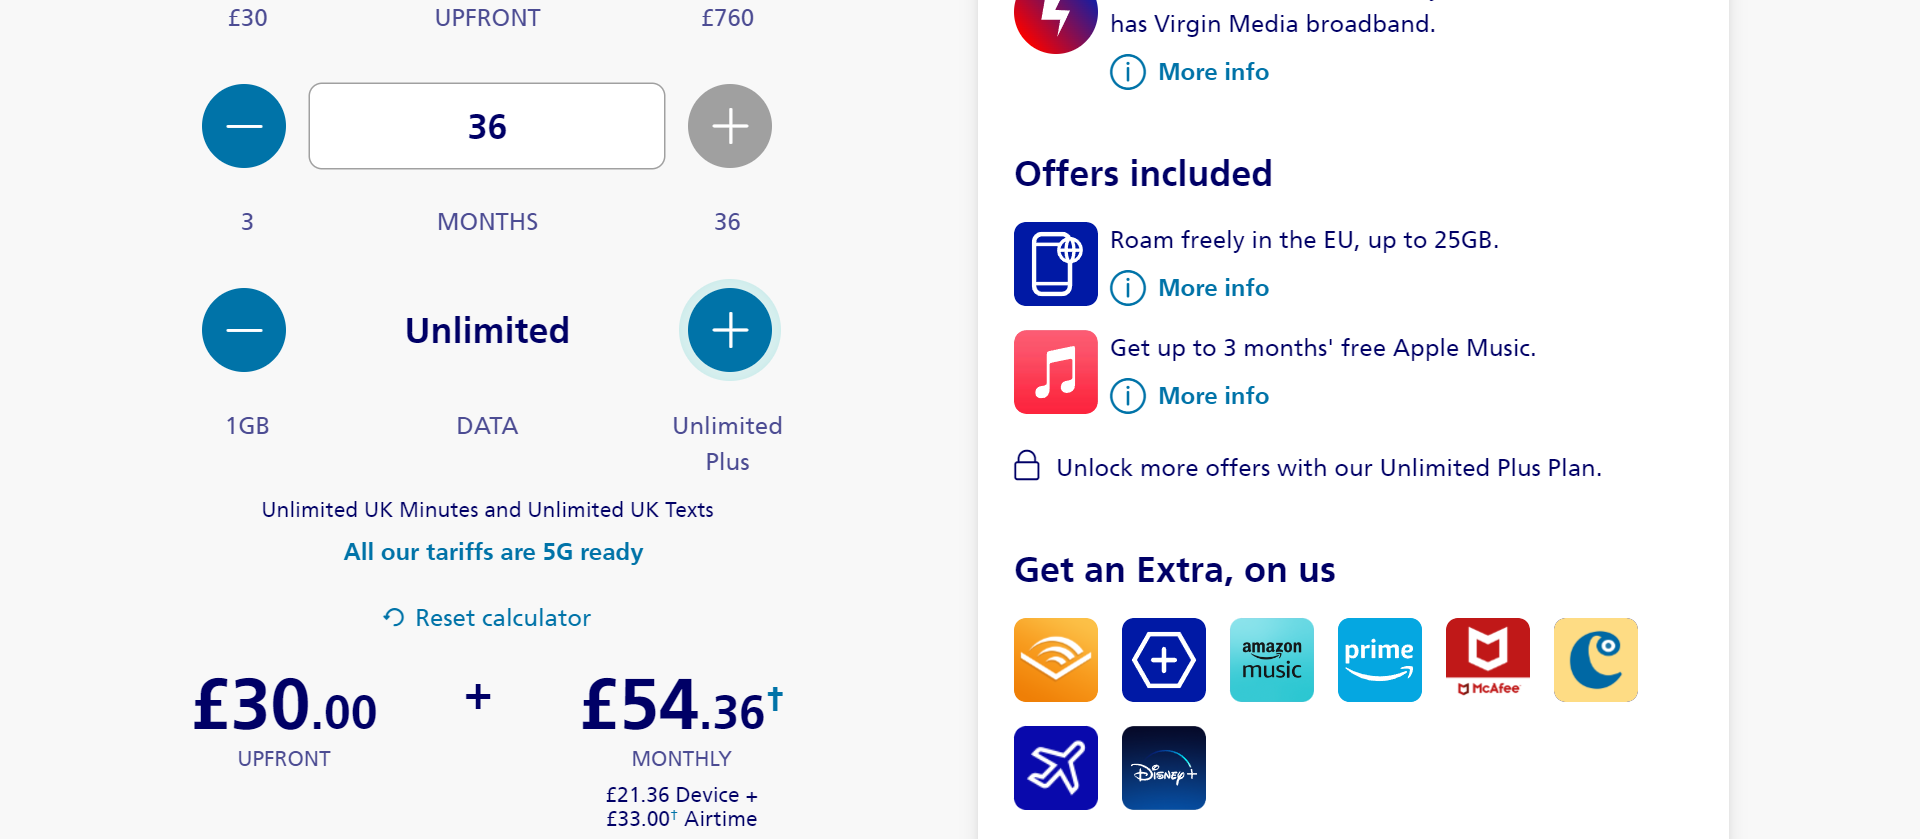 £30 UPFRONT £760
36
3 MONTHS 36
Unlimited
1GB DATA Unlimited
Plus
Unlimited UK Minutes and Unlimited UK Texts
All our tariffs are 5G ready
Reset calculator
£30.00 + £54.36†
UPFRONT MONTHLY
£21.36 Device +
£33.00† Airtime
has Virgin Media broadband.
More info
Offers included
Roam freely in the EU, up to 25GB.
More info
Get up to 3 months' free Apple Music.
More info
Unlock more offers with our Unlimited Plus Plan.
Get an Extra, on us
amazon
music
prime
McAfee
Disney+